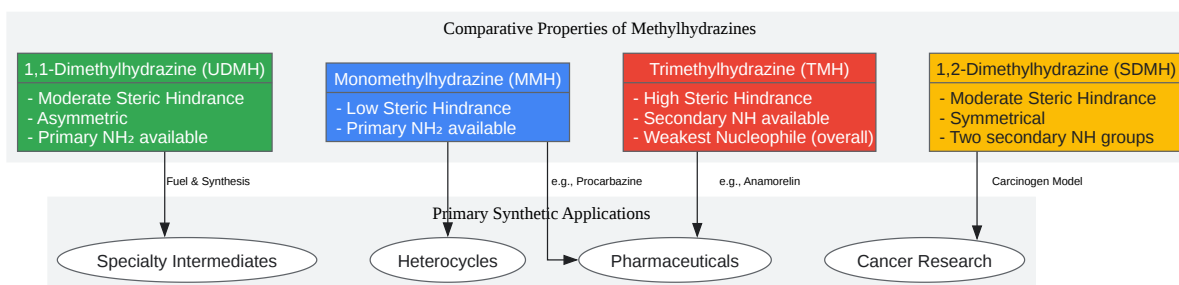 Comparative Properties of Methylhydrazines
1,1-Dimethylhydrazine (UDMH)
- Moderate Steric Hindrance
- Asymmetric
- Primary NH₂ available
Monomethylhydrazine (MMH)
- Low Steric Hindrance
- Primary NH₂ available
Trimethylhydrazine (TMH)
- High Steric Hindrance
- Secondary NH available
- Weakest Nucleophile (overall)
1,2-Dimethylhydrazine (SDMH)
- Moderate Steric Hindrance
- Symmetrical
- Two secondary NH groups
Fuel & Synthesis
e.g., Procarbazine
e.g., Anamorelin
Carcinogen Model
Primary Synthetic Applications
Specialty Intermediates
Heterocycles
Pharmaceuticals
Cancer Research